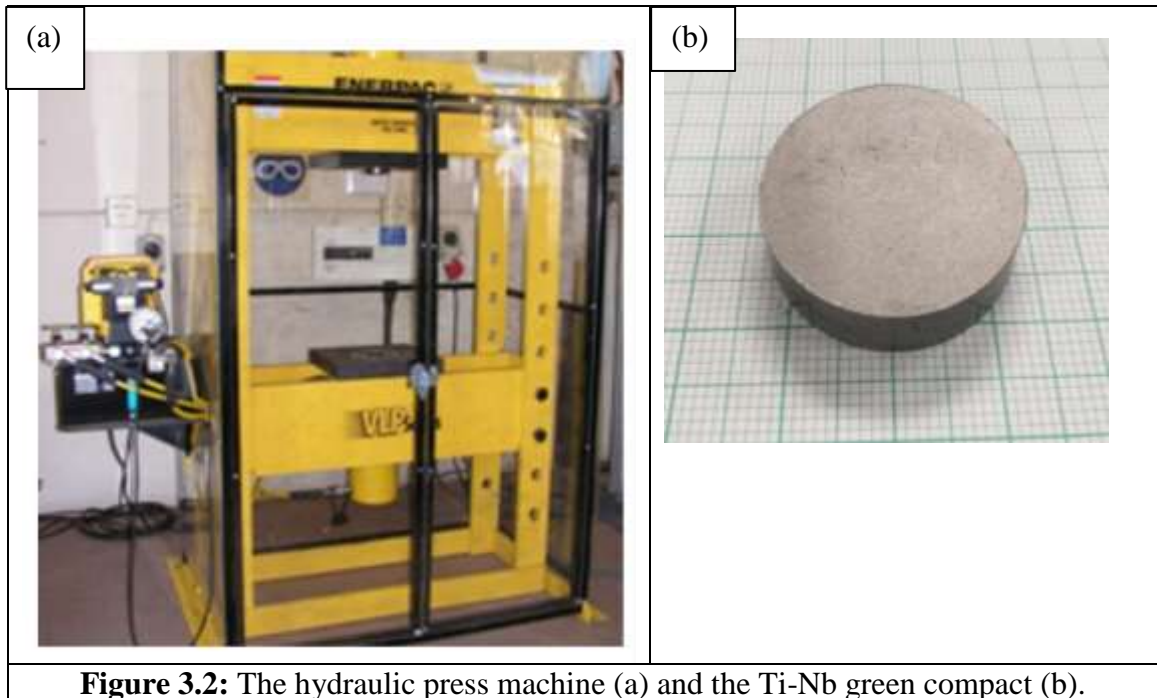 (a)
(b)
ENERPAC
VLP
Figure 3.2: The hydraulic press machine (a) and the Ti-Nb green compact (b).